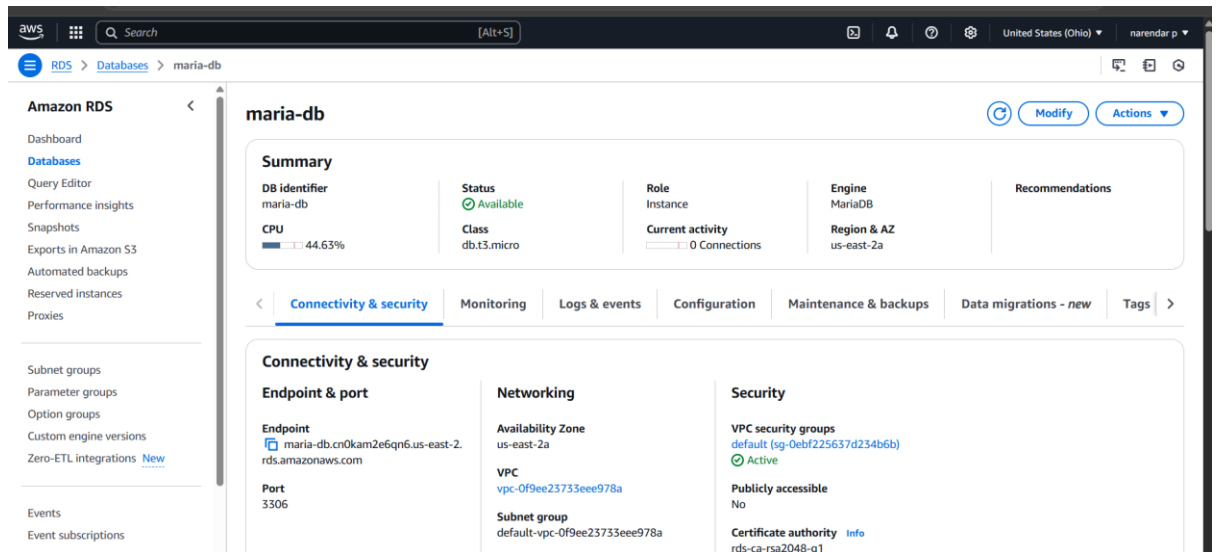 aws
Search
[Alt+S]
United States (Ohio) ▼
narendar p ▼
RDS > Databases > maria-db
Amazon RDS
Dashboard
Databases
Query Editor
Performance insights
Snapshots
Exports in Amazon S3
Automated backups
Reserved instances
Proxies
Subnet groups
Parameter groups
Option groups
Custom engine versions
Zero-ETL integrations New
Events
Event subscriptions
maria-db
Modify
Actions ▼
Summary
DB identifier
maria-db
Status
Available
Role
Instance
Engine
MariaDB
Recommendations
CPU
44.63%
Class
db.t3.micro
Current activity
0 Connections
Region & AZ
us-east-2a
Connectivity & security
Monitoring
Logs & events
Configuration
Maintenance & backups
Data migrations - new
Tags
Connectivity & security
Endpoint & port
Endpoint
maria-db.cn0kam2e6qn6.us-east-2.
rds.amazonaws.com
Port
3306
Networking
Availability Zone
us-east-2a
VPC
vpc-0f9ee23733eee978a
Subnet group
default-vpc-0f9ee23733eee978a
Security
VPC security groups
default (sg-0ebf225637d234b6b)
Active
Publicly accessible
No
Certificate authority Info
rds-ca-rsa2048-g1